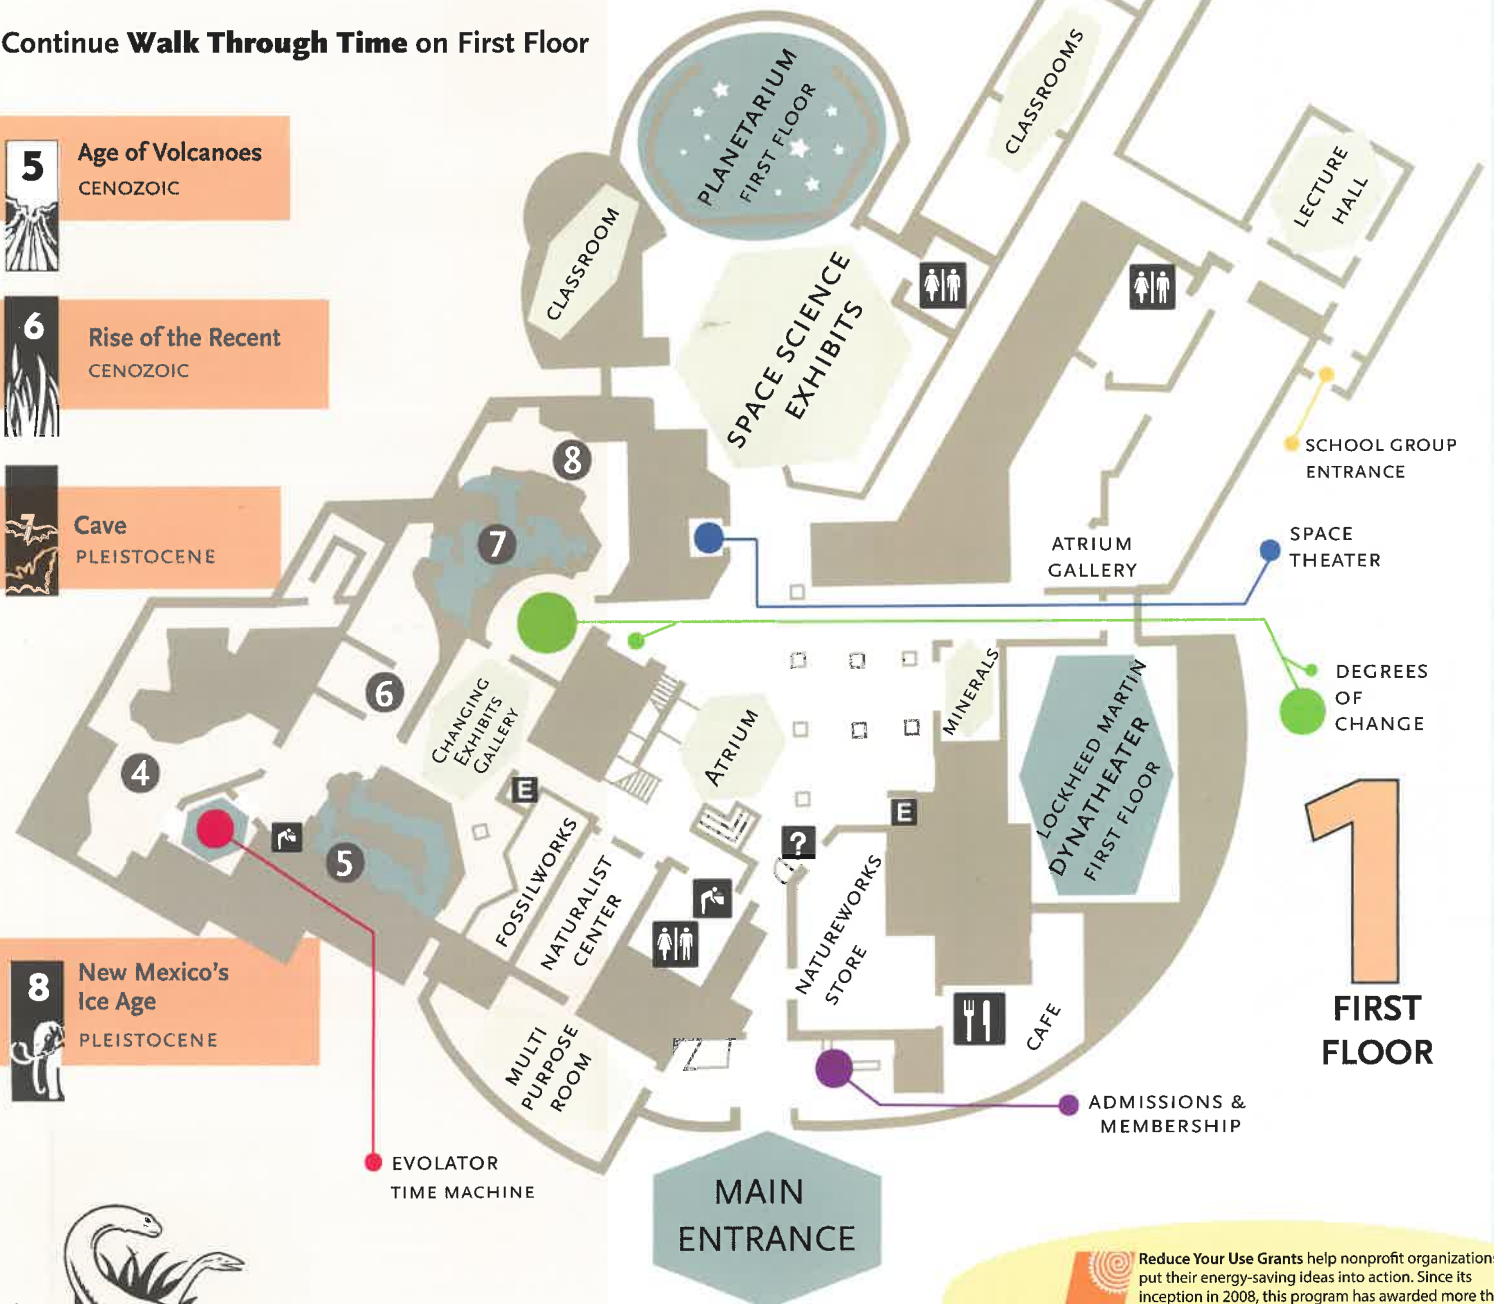 Continue Walk Through Time on First Floor
5
Age of Volcanoes
CENOZOIC
6
Rise of the Recent
CENOZOIC
7
Cave
PLEISTOCENE
8
New Mexico's
Ice Age
PLEISTOCENE
PLANETARIUM
FIRST FLOOR
CLASSROOMS
LECTURE
HALL
CLASSROOM
SPACE SCIENCE
EXHIBITS
SCHOOL GROUP
ENTRANCE
8
7
ATRIUM
GALLERY
SPACE
THEATER
6
CHANGING
EXHIBITS
GALLERY
ATRIUM
MINERALS
LOCKHEED MARTIN
DYNATHEATER
FIRST FLOOR
DEGREES
OF
CHANGE
4
5
E
E
?
FOSSILWORKS
NATURALIST
CENTER
NATUREWORKS
STORE
CAFE
MULTI
PURPOSE
ROOM
1
FIRST
FLOOR
ADMISSIONS &
MEMBERSHIP
EVOLATOR
TIME MACHINE
MAIN
ENTRANCE
Reduce Your Use Grants help nonprofit organization
put their energy-saving ideas into action. Since its
inception in 2008, this program has awarded more th